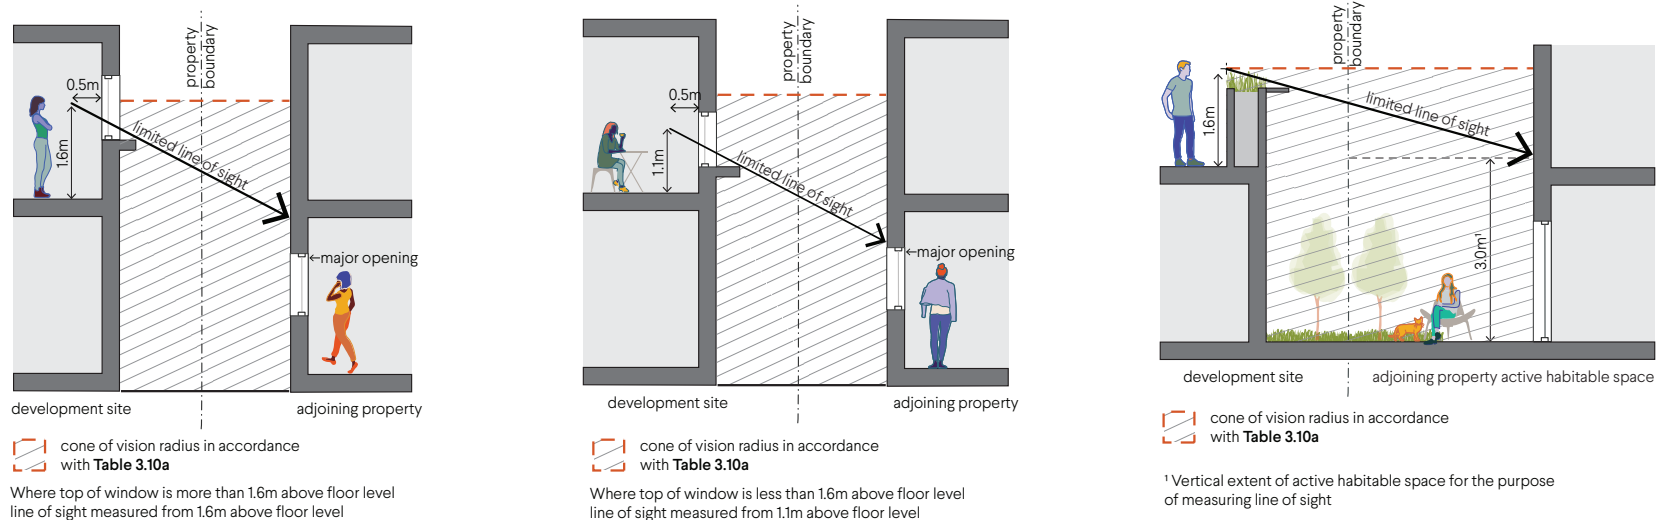 property
boundary
0.5m
1.6m
limited line of sight
←major opening
development site
adjoining property
cone of vision radius in accordance
with Table 3.10a
Where top of window is more than 1.6m above floor level
line of sight measured from 1.6m above floor level
property
boundary
0.5m
1.1m
limited line of sight
←major opening
development site
adjoining property
cone of vision radius in accordance
with Table 3.10a
Where top of window is less than 1.6m above floor level
line of sight measured from 1.1m above floor level
property
boundary
1.6m
limited line of sight
3.0m¹
development site
adjoining property active habitable space
cone of vision radius in accordance
with Table 3.10a
¹ Vertical extent of active habitable space for the purpose
of measuring line of sight